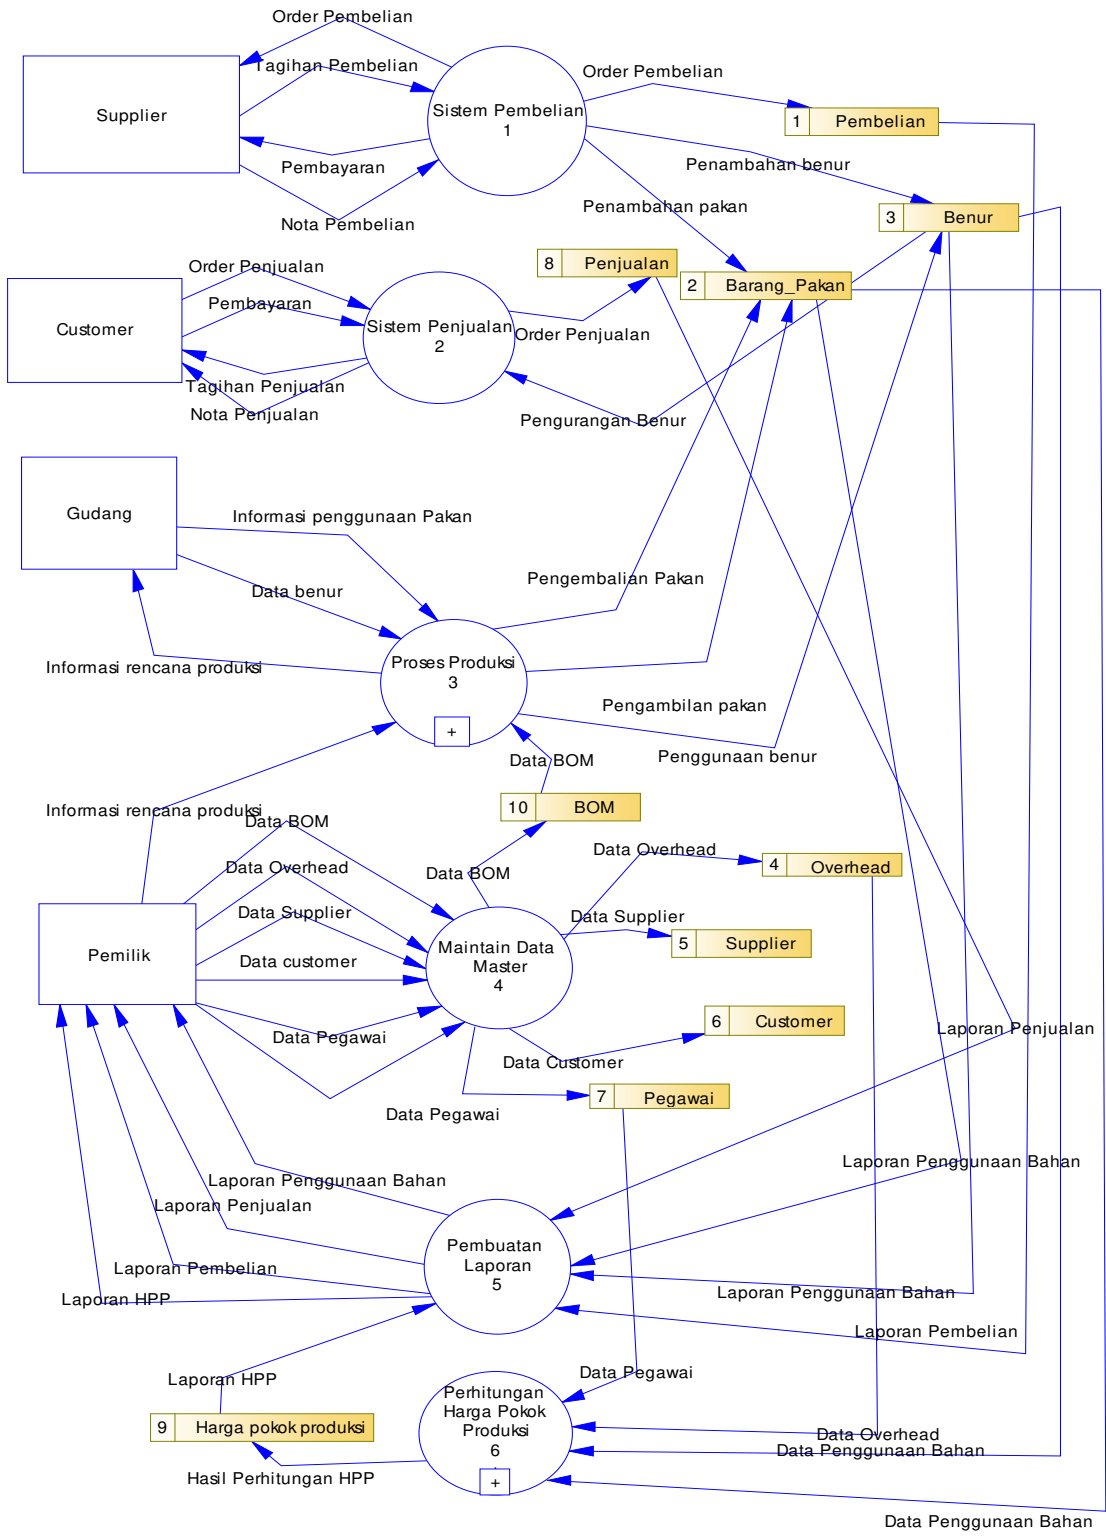 Order Pembelian
Tagihan Pembelian
Supplier
Pembayaran
Nota Pembelian
Sistem Pembelian
1
Order Pembelian
1 Pembelian
Penambahan benur
Penambahan pakan
3 Benur
8 Penjualan
2 Barang_Pakan
Order Penjualan
Pembayaran
Customer
Tagihan Penjualan
Nota Penjualan
Sistem Penjualan
2
Order Penjualan
Pengurangan Benur
Gudang
Informasi penggunaan Pakan
Data benur
Informasi rencana produksi
Pengembalian Pakan
Proses Produksi
3
+
Pengambilan pakan
Penggunaan benur
Data BOM
10 BOM
Informasi rencana produksi
Data BOM
Data Overhead
Data Supplier
Data customer
Data Pegawai
Pemilik
Data BOM
Maintain Data
Master
4
Data Overhead
4 Overhead
Data Supplier
5 Supplier
6 Customer
Data Customer
7 Pegawai
Data Pegawai
Laporan Penjualan
Laporan Penggunaan Bahan
Laporan Penggunaan Bahan
Laporan Penjualan
Laporan Pembelian
Laporan HPP
Pembuatan
Laporan
5
Laporan Penggunaan Bahan
Laporan Pembelian
Laporan HPP
Data Pegawai
9 Harga pokok produksi
Perhitungan
Harga Pokok
Produksi
6
+
Data Overhead
Data Penggunaan Bahan
Hasil Perhitungan HPP
Data Penggunaan Bahan